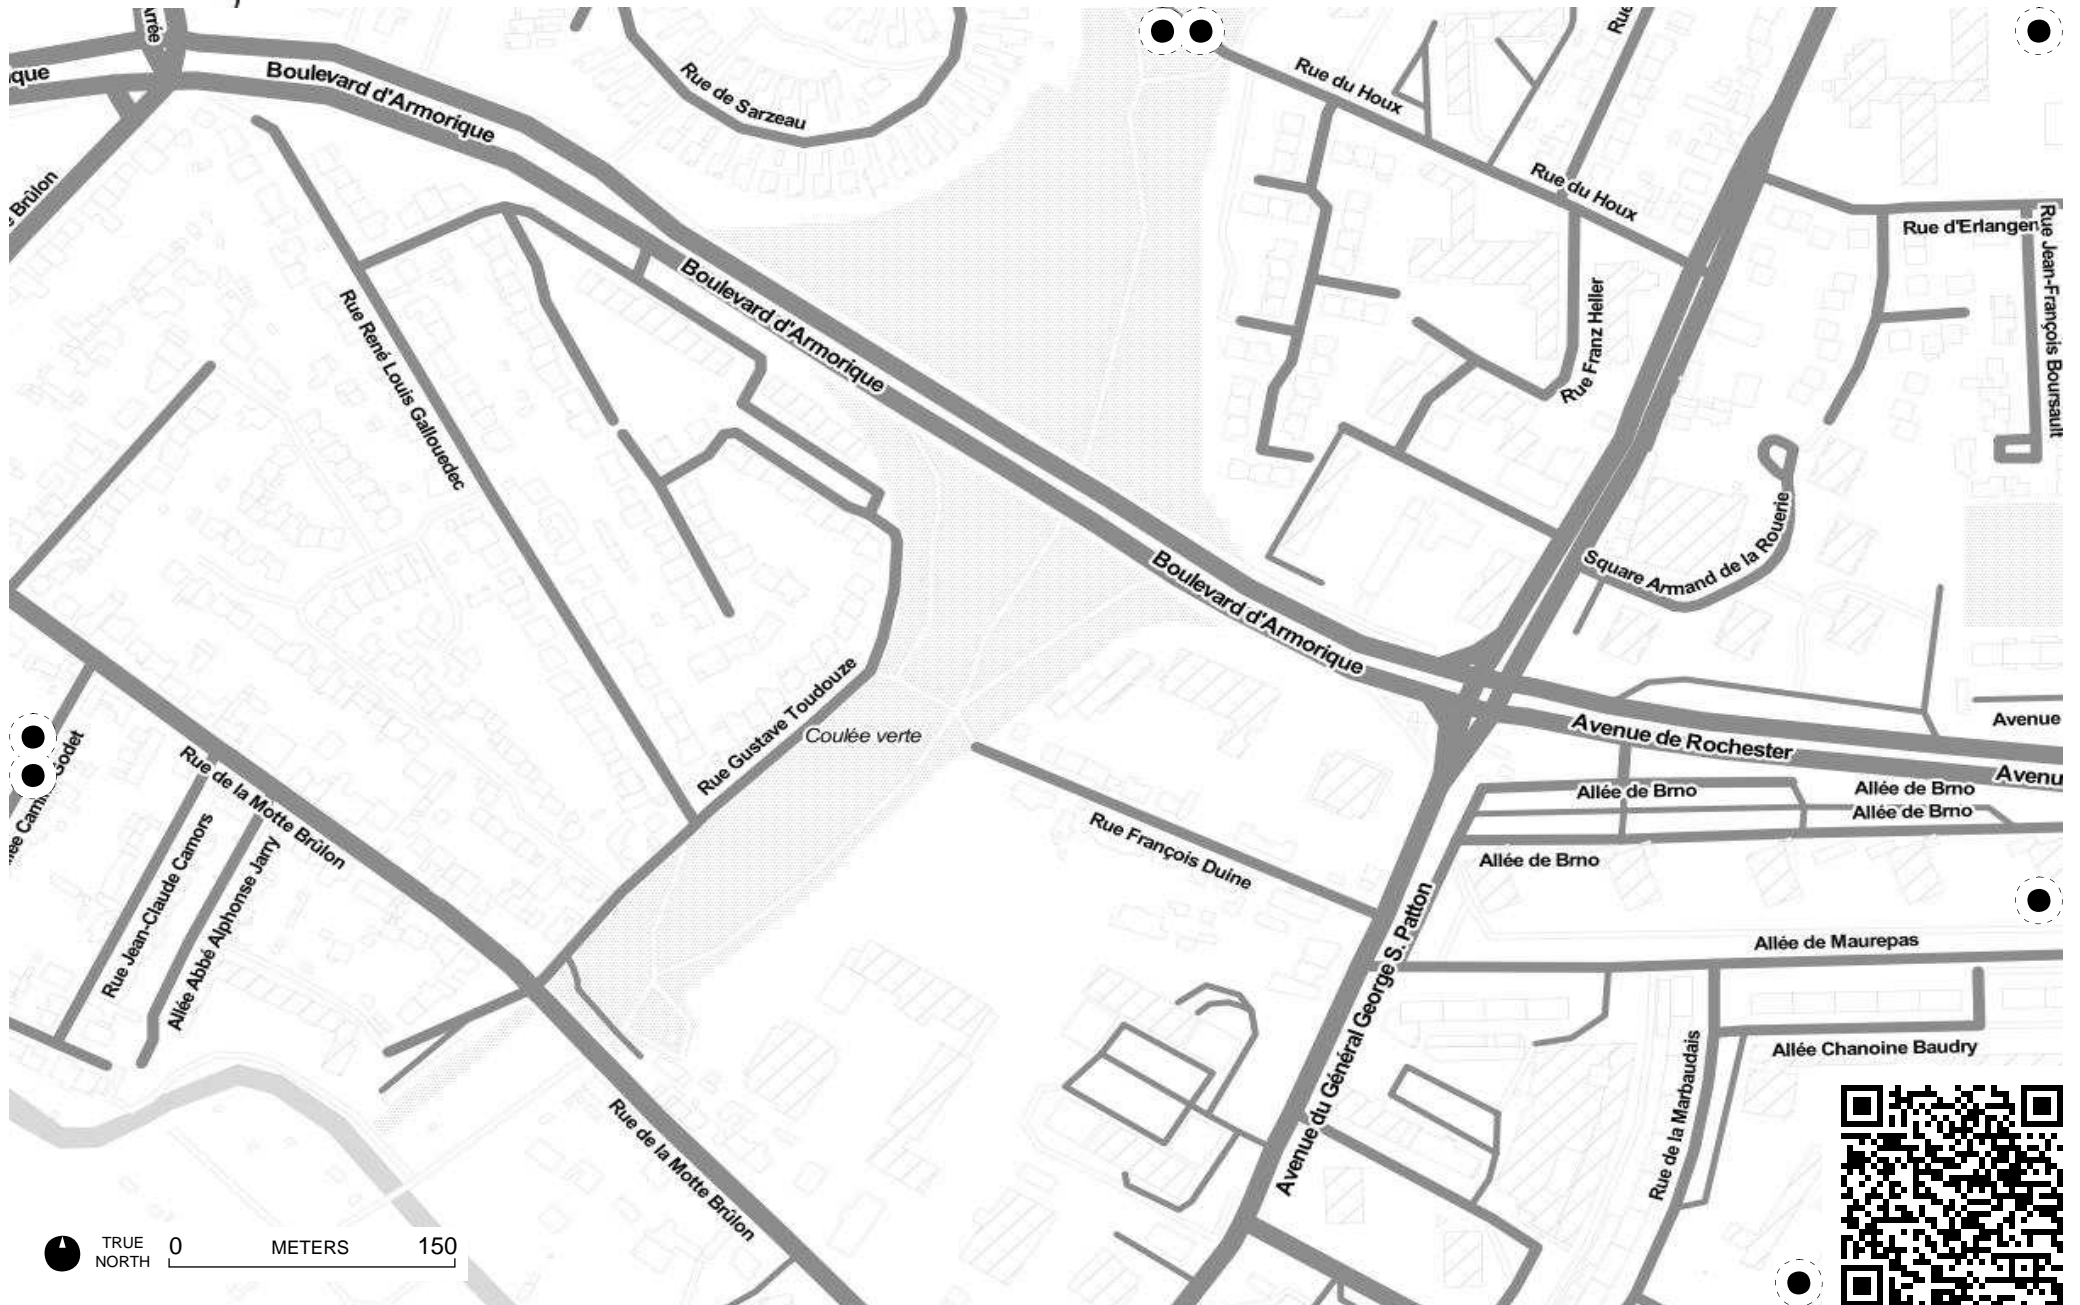 Arrée
Rue
que
Boulevard d'Armorique
Rue de Sarzeau
Rue du Houx
Rue du Houx
Brûlon
Rue d'Erlangen
Rue Jean-François Boursault
Boulevard d'Armorique
Rue René Louis Gallouedec
Rue Franz Heller
Square Armand de la Rouerie
Boulevard d'Armorique
Rue Gustave Toudouze
Coulée verte
Avenue
Avenue de Rochester
Avenu
Allée de Brno
Allée de Brno
Allée de Brno
Allée de Brno
Rue de la Motte Brûlon
Rue François Duine
Rue Jean-Claude Camors
Allée Abbé Alphonse Jarry
Allée de Maurepas
Avenue du Général George S. Patton
Allée Chanoine Baudry
Rue de la Marbaudais
Rue de la Motte Brûlon
TRUE
NORTH
0 METERS 150